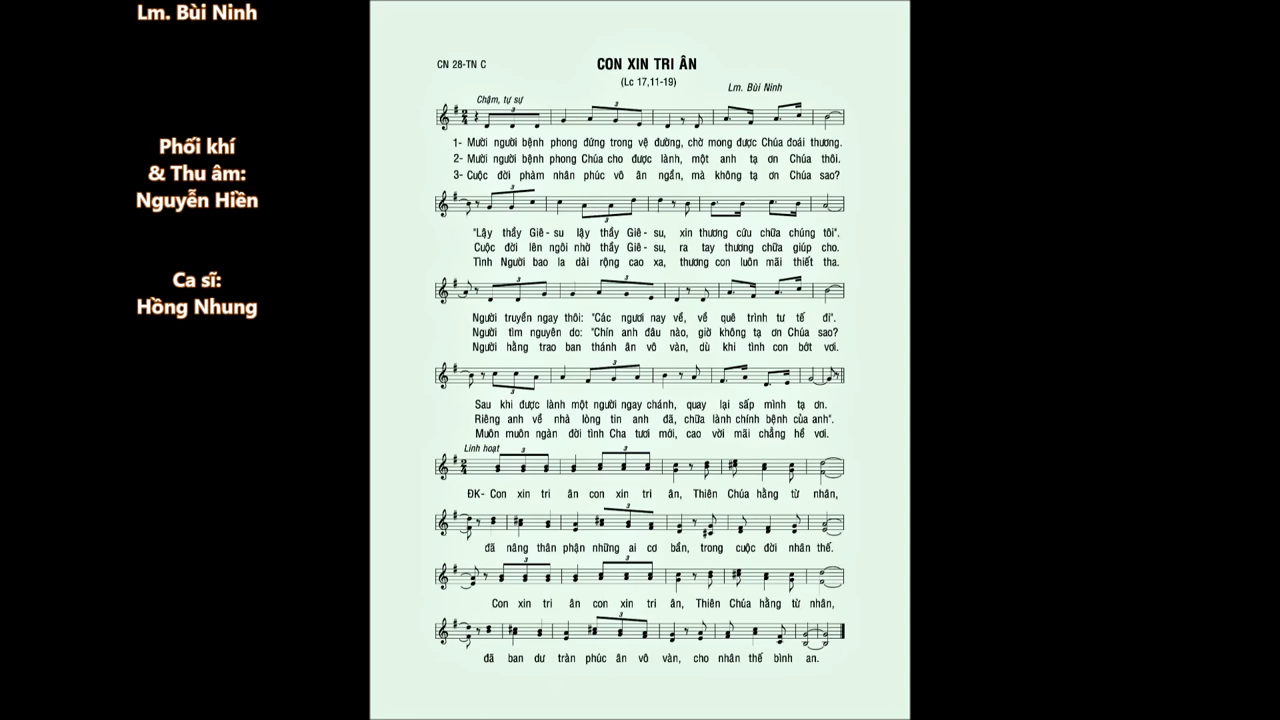 Lm. Bùi Ninh
Phối khí
& Thu âm:
Nguyễn Hiền
Ca sĩ:
Hồng Nhung
CN 28-TN C
CON XIN TRI ÂN
(Lc 17,11-19)
Lm. Bùi Ninh
Chậm, tự sự
1- Mười người bệnh phong đứng trong vệ đường, chờ mong được Chúa đoái thương.
2- Mười người bệnh phong Chúa cho được lành, một anh tạ ơn Chúa thôi.
3- Cuộc đời phàm nhân phúc vô ân ngần, mà không tạ ơn Chúa sao?
"Lậy thầy Giê - su lậy thầy Giê - su, xin thương cứu chữa chúng tôi".
Cuộc đời lên ngôi nhờ thầy Giê - su, ra tay thương chữa giúp cho.
Tình Người bao la dài rộng cao xa, thương con luôn mãi thiết tha.
Người truyền ngay thôi: "Các ngươi nay về, về quê trình tư tế đi".
Người tìm nguyên do: "Chín anh đâu nào, giờ không tạ ơn Chúa sao?
Người hằng trao ban thánh ân vô vàn, dù khi tình con bớt vơi.
Sau khi được lành một người ngay chánh, quay lại sấp mình tạ ơn.
Riêng anh về nhà lòng tin anh đã, chữa lành chính bệnh của anh".
Muôn muôn ngàn đời tình Cha tươi mới, cao vời mãi chẳng hề vơi.
Linh hoạt
ĐK- Con xin tri ân con xin tri ân, Thiên Chúa hằng từ nhân,
đã nâng thân phận những ai cơ bần, trong cuộc đời nhân thế.
Con xin tri ân con xin tri ân, Thiên Chúa hằng từ nhân,
đã ban dư tràn phúc ân vô vàn, cho nhân thế bình an.